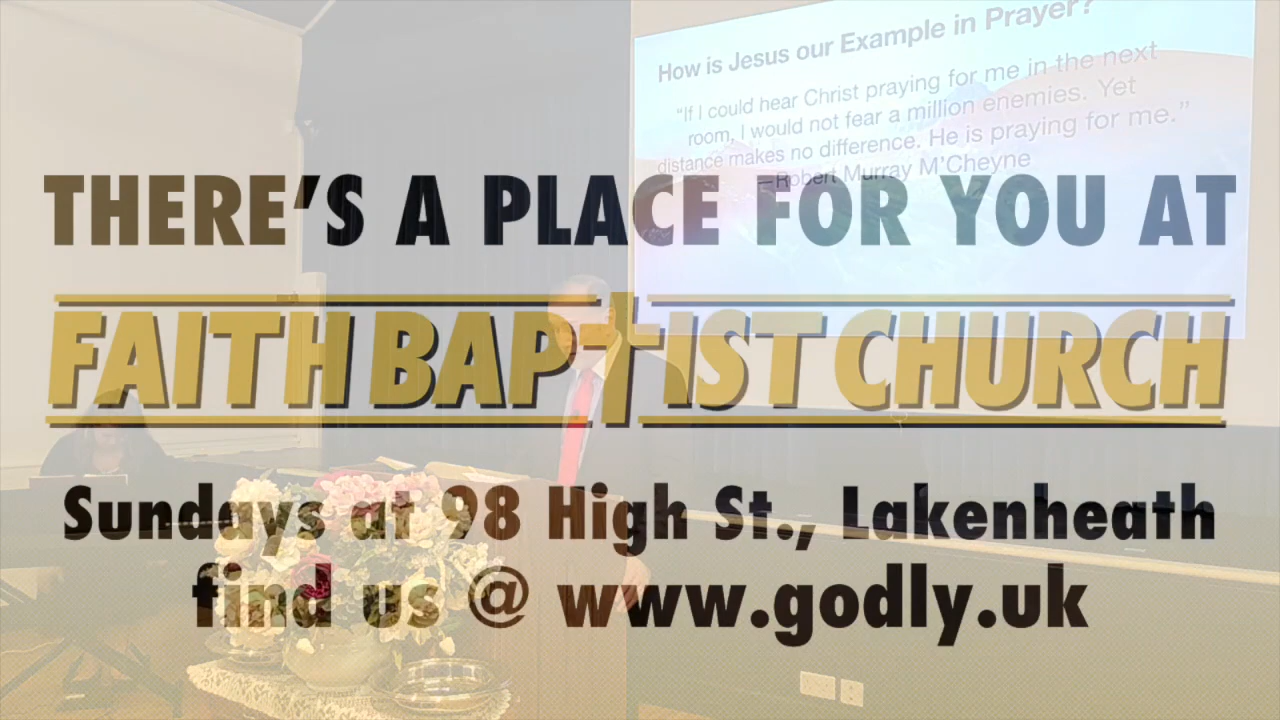 How is Jesus our Example in Prayer?
“If I could hear Christ praying for me in the next
room, I would not fear a million enemies. Yet
distance makes no difference. He is praying for me.”
—Robert Murray M'Cheyne
THERE'S A PLACE FOR YOU AT
FAITH BAPTIST CHURCH
Sundays at 98 High St., Lakenheath
find us @ www.godly.uk